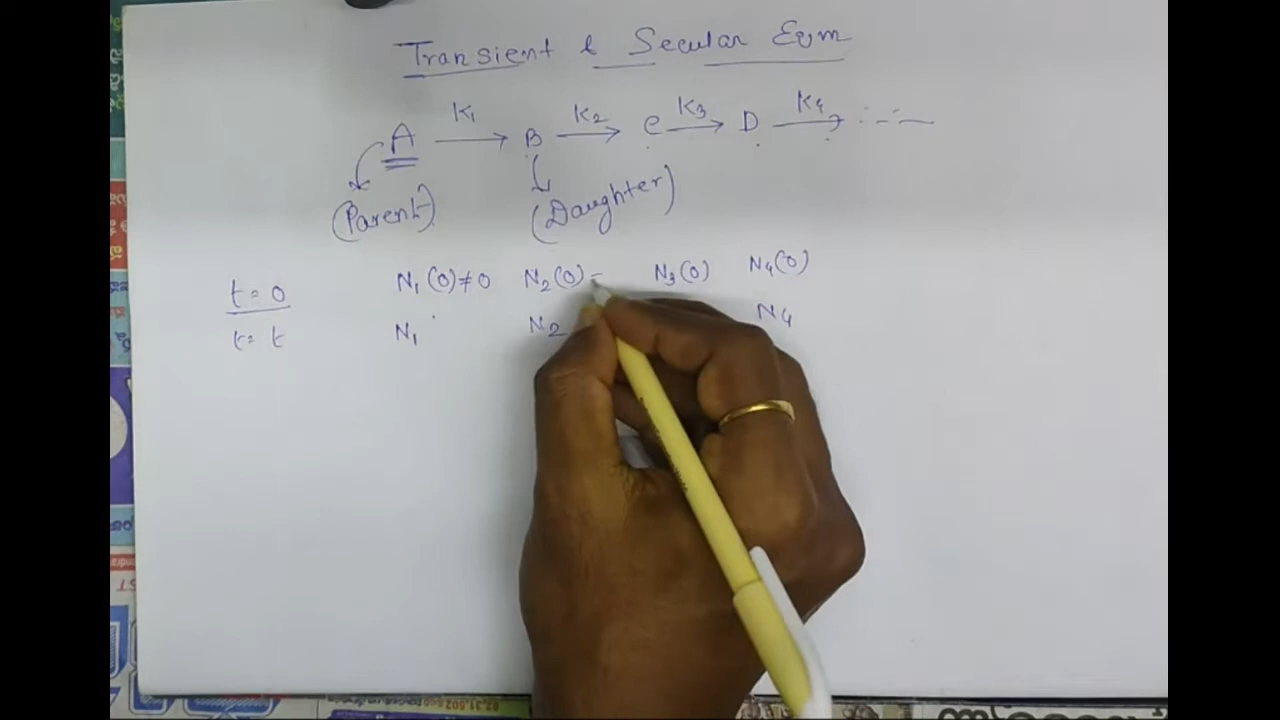 Transient & Secular Eqm
A K₁→ B K₂→ C K₃→ D K₄→ ------
(Parent) (Daughter)
t=0 N₁(0)≠0 N₂(0)= N₃(0) N₄(0)
t= t N₁ N₂ N₄